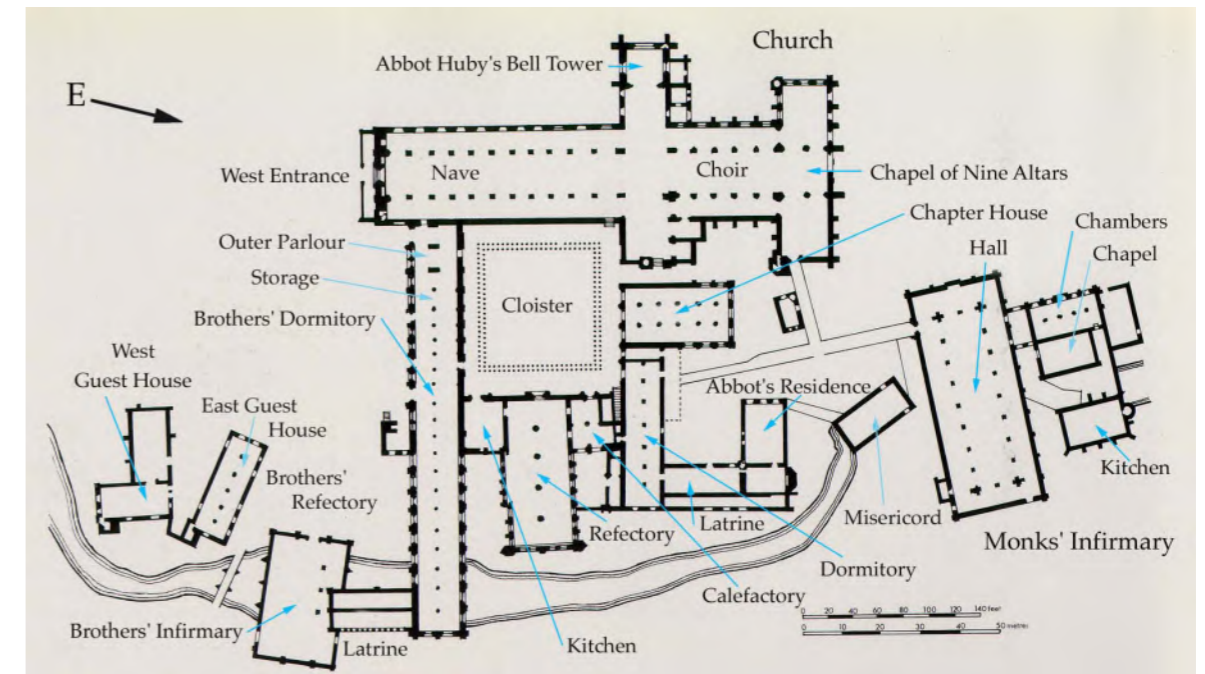 Church
Abbot Huby's Bell Tower
E
West Entrance
Nave
Choir
Chapel of Nine Altars
Chapter House
Chambers
Hall
Chapel
Outer Parlour
Storage
Cloister
Brothers' Dormitory
West
Guest House
East Guest
House
Abbot's Residence
Brothers'
Refectory
Kitchen
Refectory
Latrine
Misericord
Monks' Infirmary
Dormitory
Calefactory
Brothers' Infirmary
Latrine
Kitchen
0 20 40 60 80 100 120 140 feet
0 10 20 30 40 50 metres